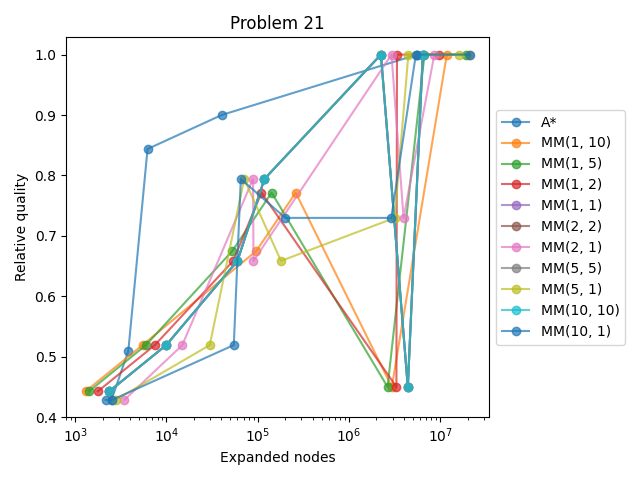 Problem 21
Relative quality
1.0
0.9
0.8
0.7
0.6
0.5
0.4
10³
10⁴
10⁵
10⁶
10⁷
Expanded nodes
A*
MM(1, 10)
MM(1, 5)
MM(1, 2)
MM(1, 1)
MM(2, 2)
MM(2, 1)
MM(5, 5)
MM(5, 1)
MM(10, 10)
MM(10, 1)